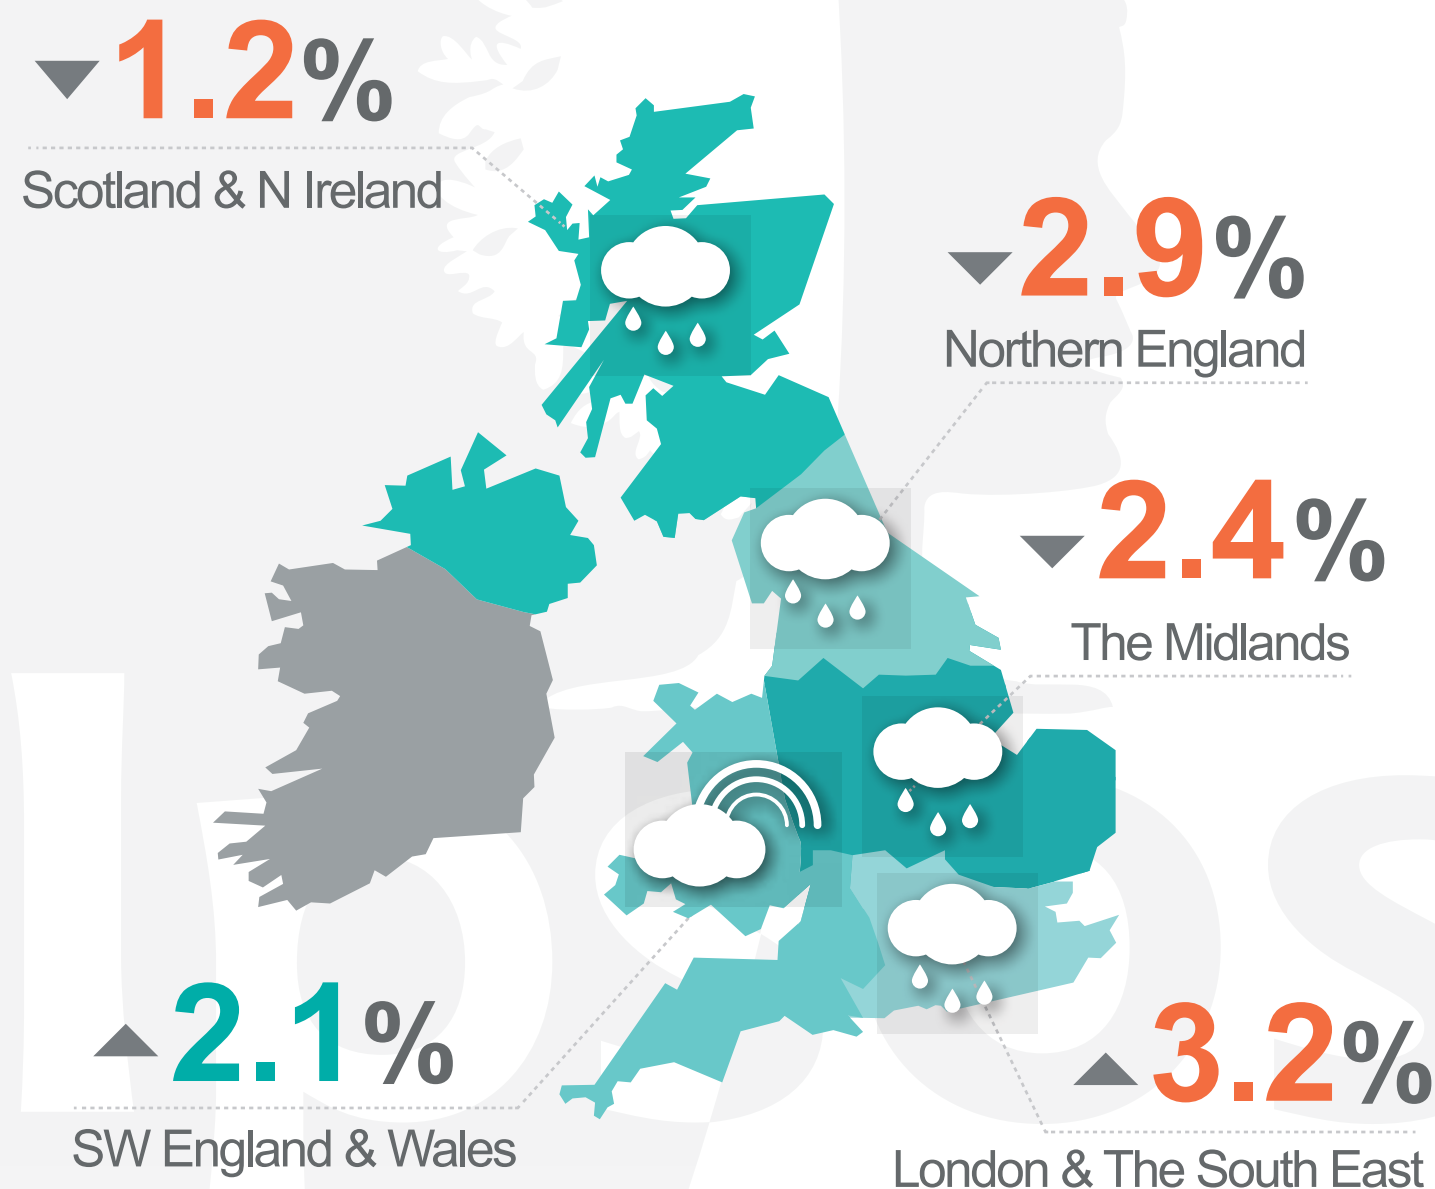 ▼1.2%
Scotland & N Ireland
▼2.9%
Northern England
▼2.4%
The Midlands
▲2.1%
SW England & Wales
▲3.2%
London & The South East
Ipsos